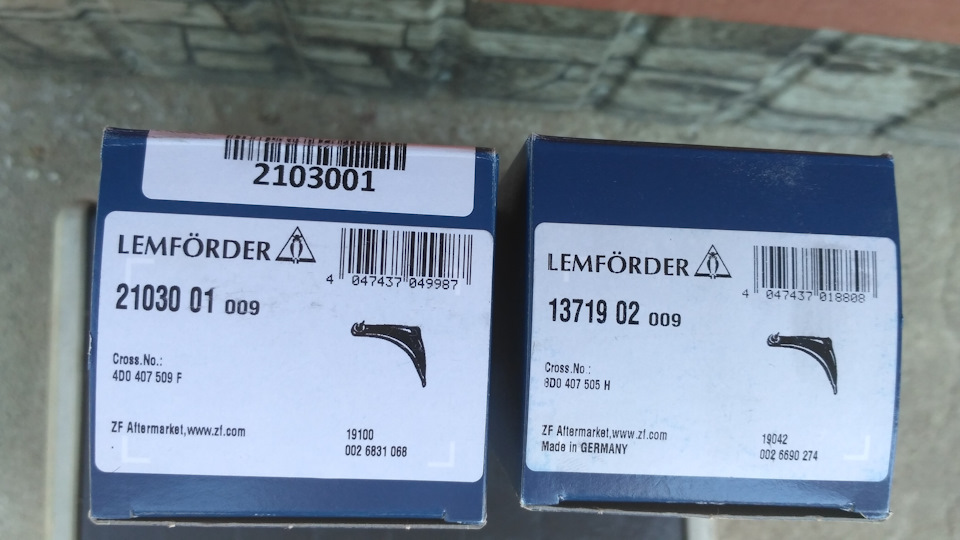 2103001
LEMFÖRDER
4 047437 049987
21030 01 009
Cross.No.:
4D0 407 509 F
ZF Aftermarket,www.zf.com
19100
002 6831 068
LEMFÖRDER
4 047437 018808
13719 02 009
Cross.No :
8D0 407 505 H
ZF Aftermarket,www.zf.com
Made in GERMANY
19042
002 6690 274